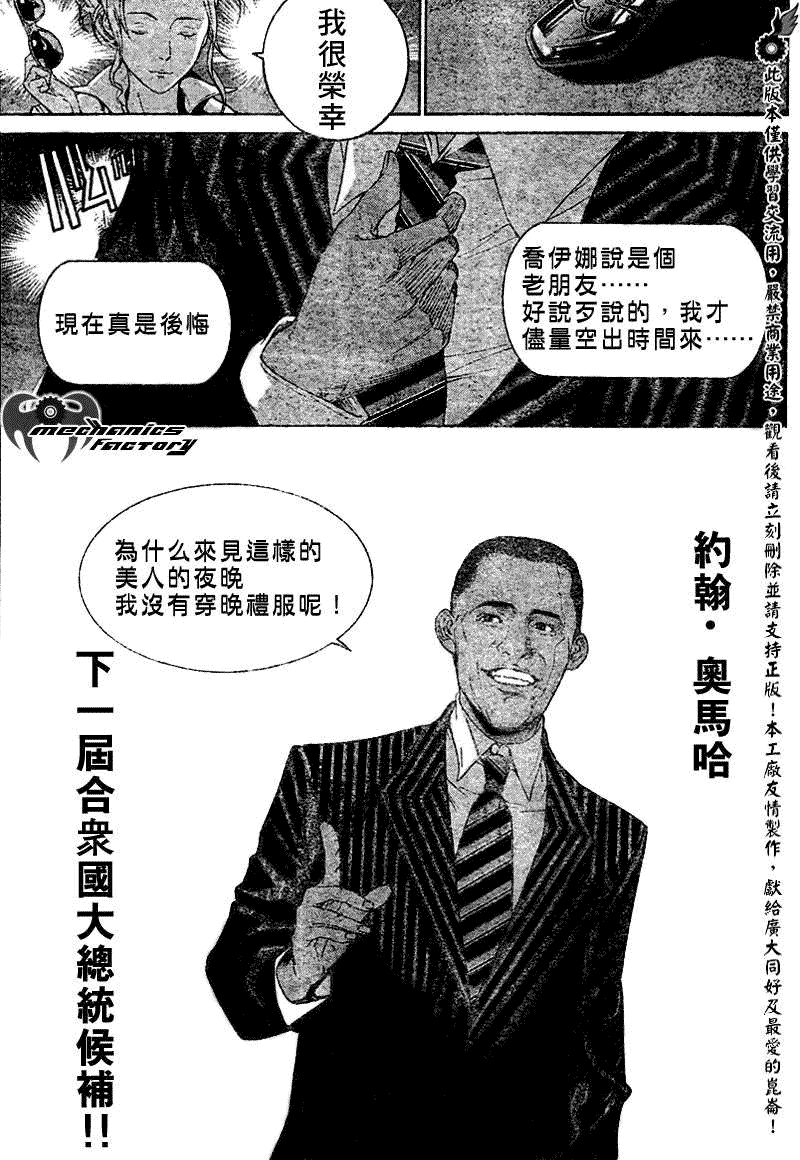 我很榮幸
喬伊娜說是個
老朋友……
好說歹說的，我才
儘量空出時間來……
現在真是後悔
mechanics
factory
約翰·奧馬哈
為什么來見這樣的
美人的夜晚
我沒有穿晚禮服呢！
下一屆合眾國大總統候補!!
此版本僅供學習交流用，嚴禁商業用途，觀看後請立刻刪除並請支持正版！本工廠友情製作，獻給廣大同好及最愛的崑崙！